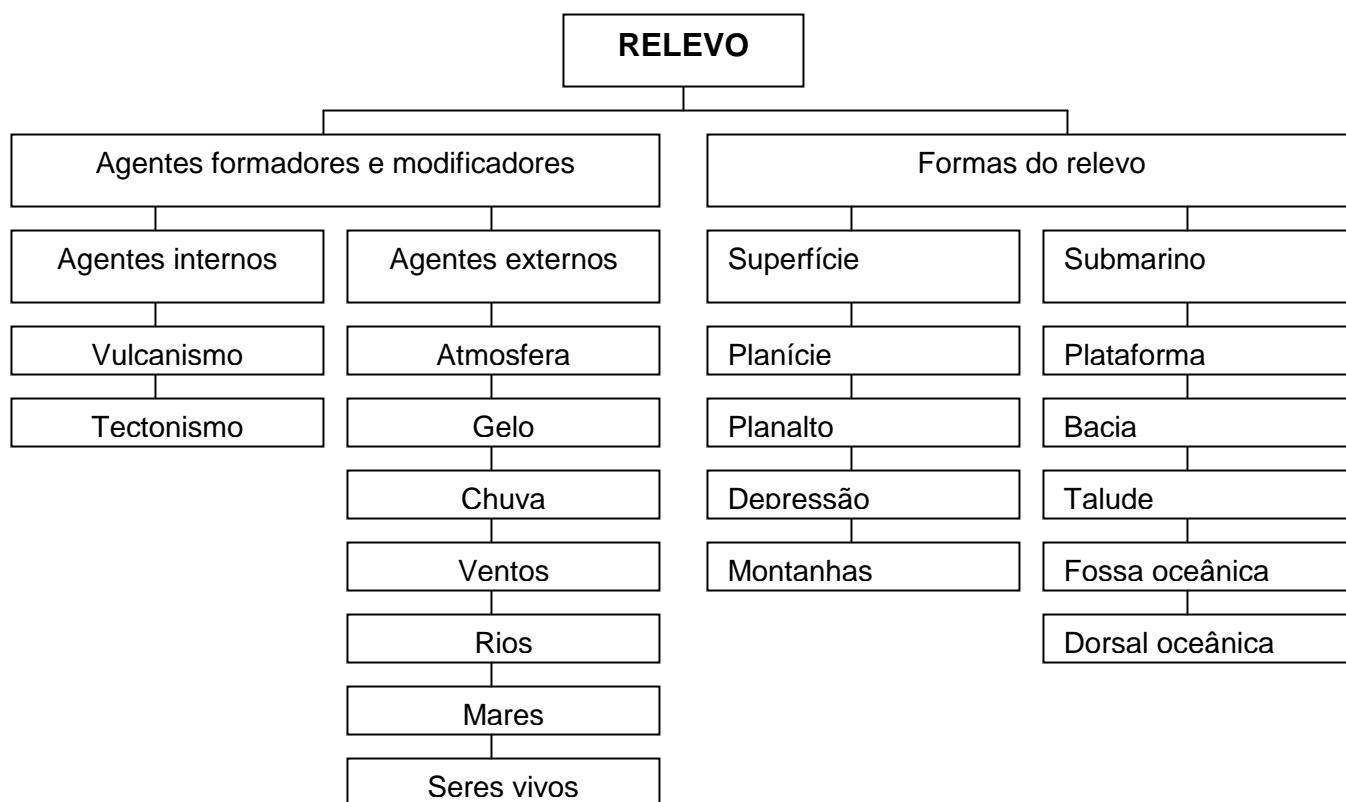 RELEVO
Agentes formadores e modificadores
Formas do relevo
Agentes internos
Agentes externos
Superfície
Submarino
Vulcanismo
Atmosfera
Planície
Plataforma
Tectonismo
Gelo
Planalto
Bacia
Chuva
Depressão
Talude
Ventos
Montanhas
Fossa oceânica
Rios
Dorsal oceânica
Mares
Seres vivos